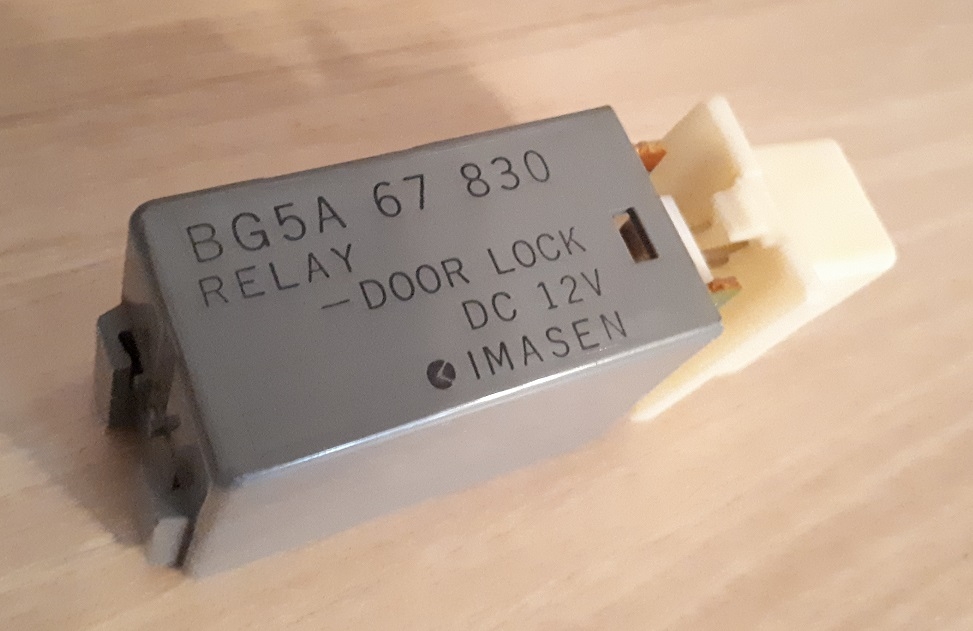 BG5A 67 830
RELAY
—DOOR LOCK
DC 12V
IMASEN